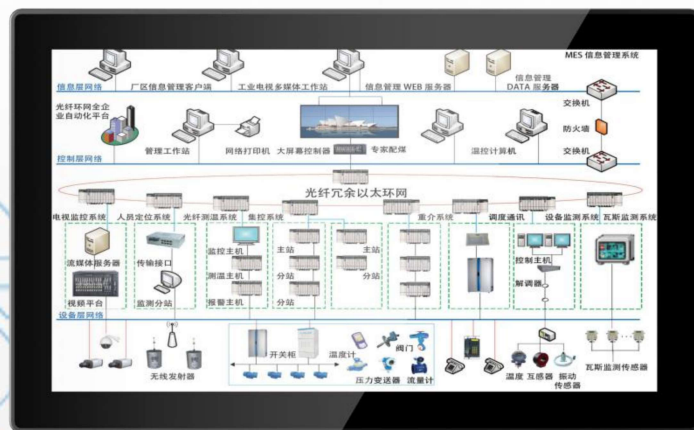 MES 信息管理系统
信息层网络
厂区信息管理客户端
工业电视多媒体工作站
信息管理 WEB 服务器
信息管理
DATA 服务器
交换机
光纤环网全企
业自动化平台
防火墙
管理工作站
网络打印机
大屏幕控制器
专家配煤
温控计算机
交换机
控制层网络
光纤冗余以太环网
电视监控系统
人员定位系统
光纤测温系统
集控系统
重介系统
调度通讯
设备监测系统
瓦斯监测系统
流媒体服务器
传输接口
监控主机
主站
主站
控制主机
测温主机
分站
分站
解调器
视频平台
监测分站
报警主机
分站
设备层网络
无线发射器
开关柜
温度计
阀门
压力变送器
流量计
温度
传感器
互感器
振动
传感器
瓦斯监测传感器